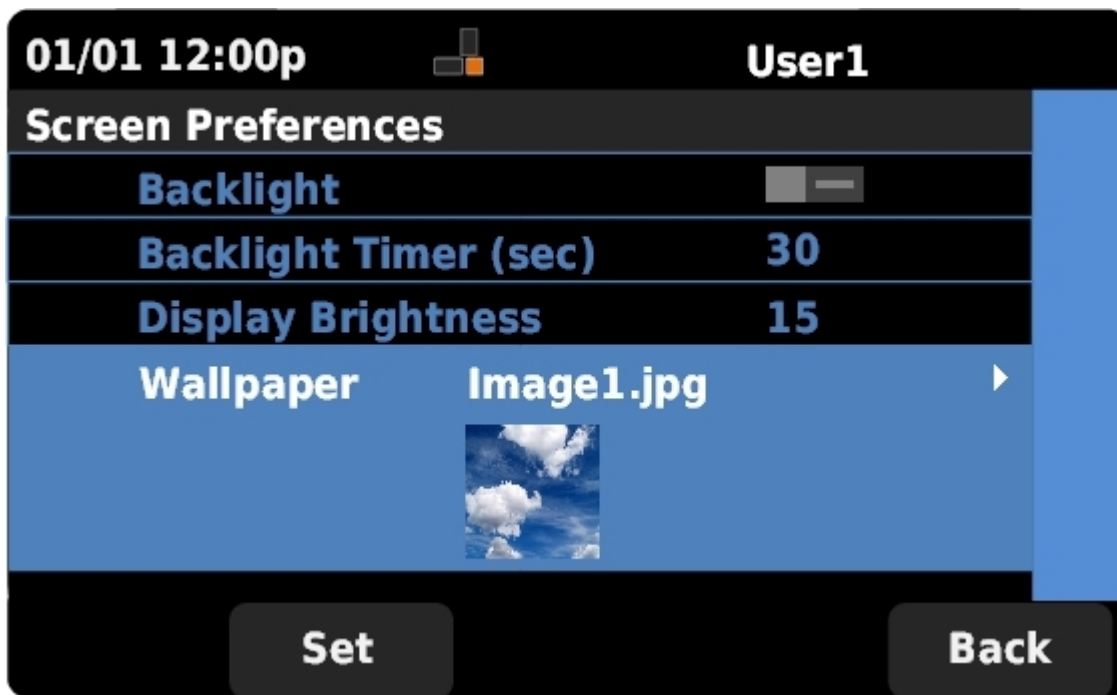 01/01 12:00p User1
Screen Preferences
Backlight
Backlight Timer (sec) 30
Display Brightness 15
Wallpaper Image1.jpg
Set Back